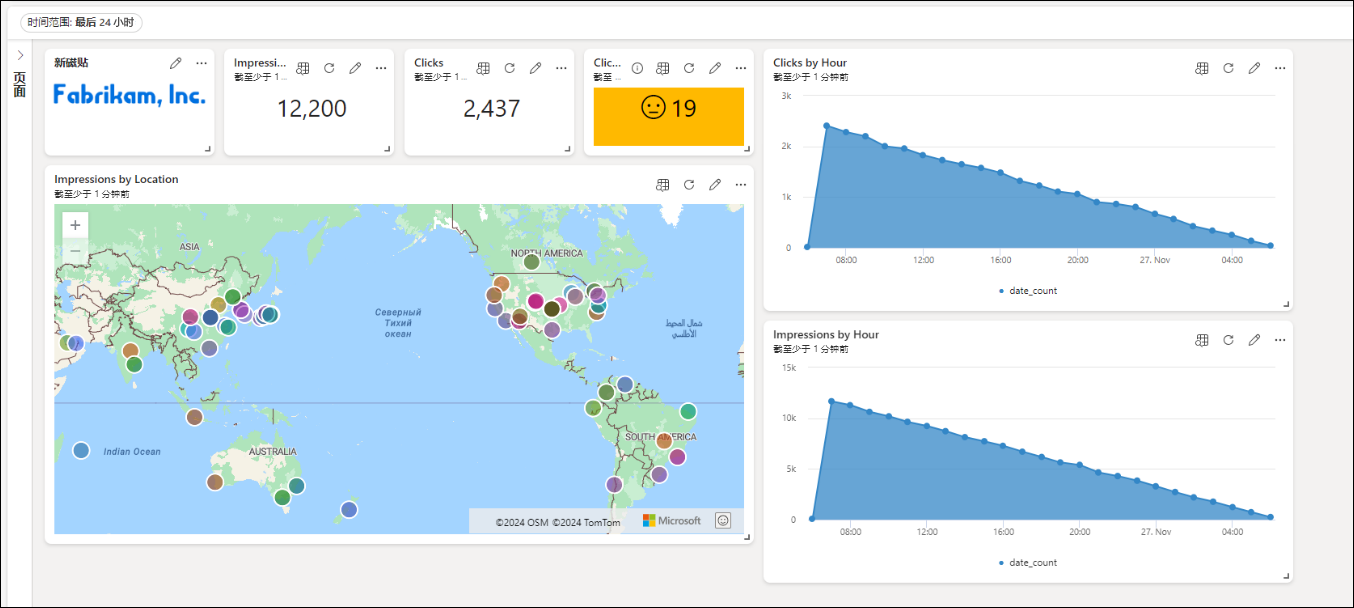 时间范围: 最后 24 小时
页面
新磁贴
Fabrikam, Inc.
Impressi...
截至少于 1 ...
12,200
Clicks
截至少于 1 ...
2,437
Clic...
截至 ...
19
Clicks by Hour
截至少于 1 分钟前
3k
2k
1k
0
08:00 12:00 16:00 20:00 27. Nov 04:00
date_count
Impressions by Location
截至少于 1 分钟前
+
−
ASIA
NORTH AMERICA
Северный
Тихий
океан
شمال المحيط
الأطلسي
Indian Ocean
AUSTRALIA
SOUTH AMERICA
©2024 OSM ©2024 TomTom
Microsoft
Impressions by Hour
截至少于 1 分钟前
15k
10k
5k
0
08:00 12:00 16:00 20:00 27. Nov 04:00
date_count